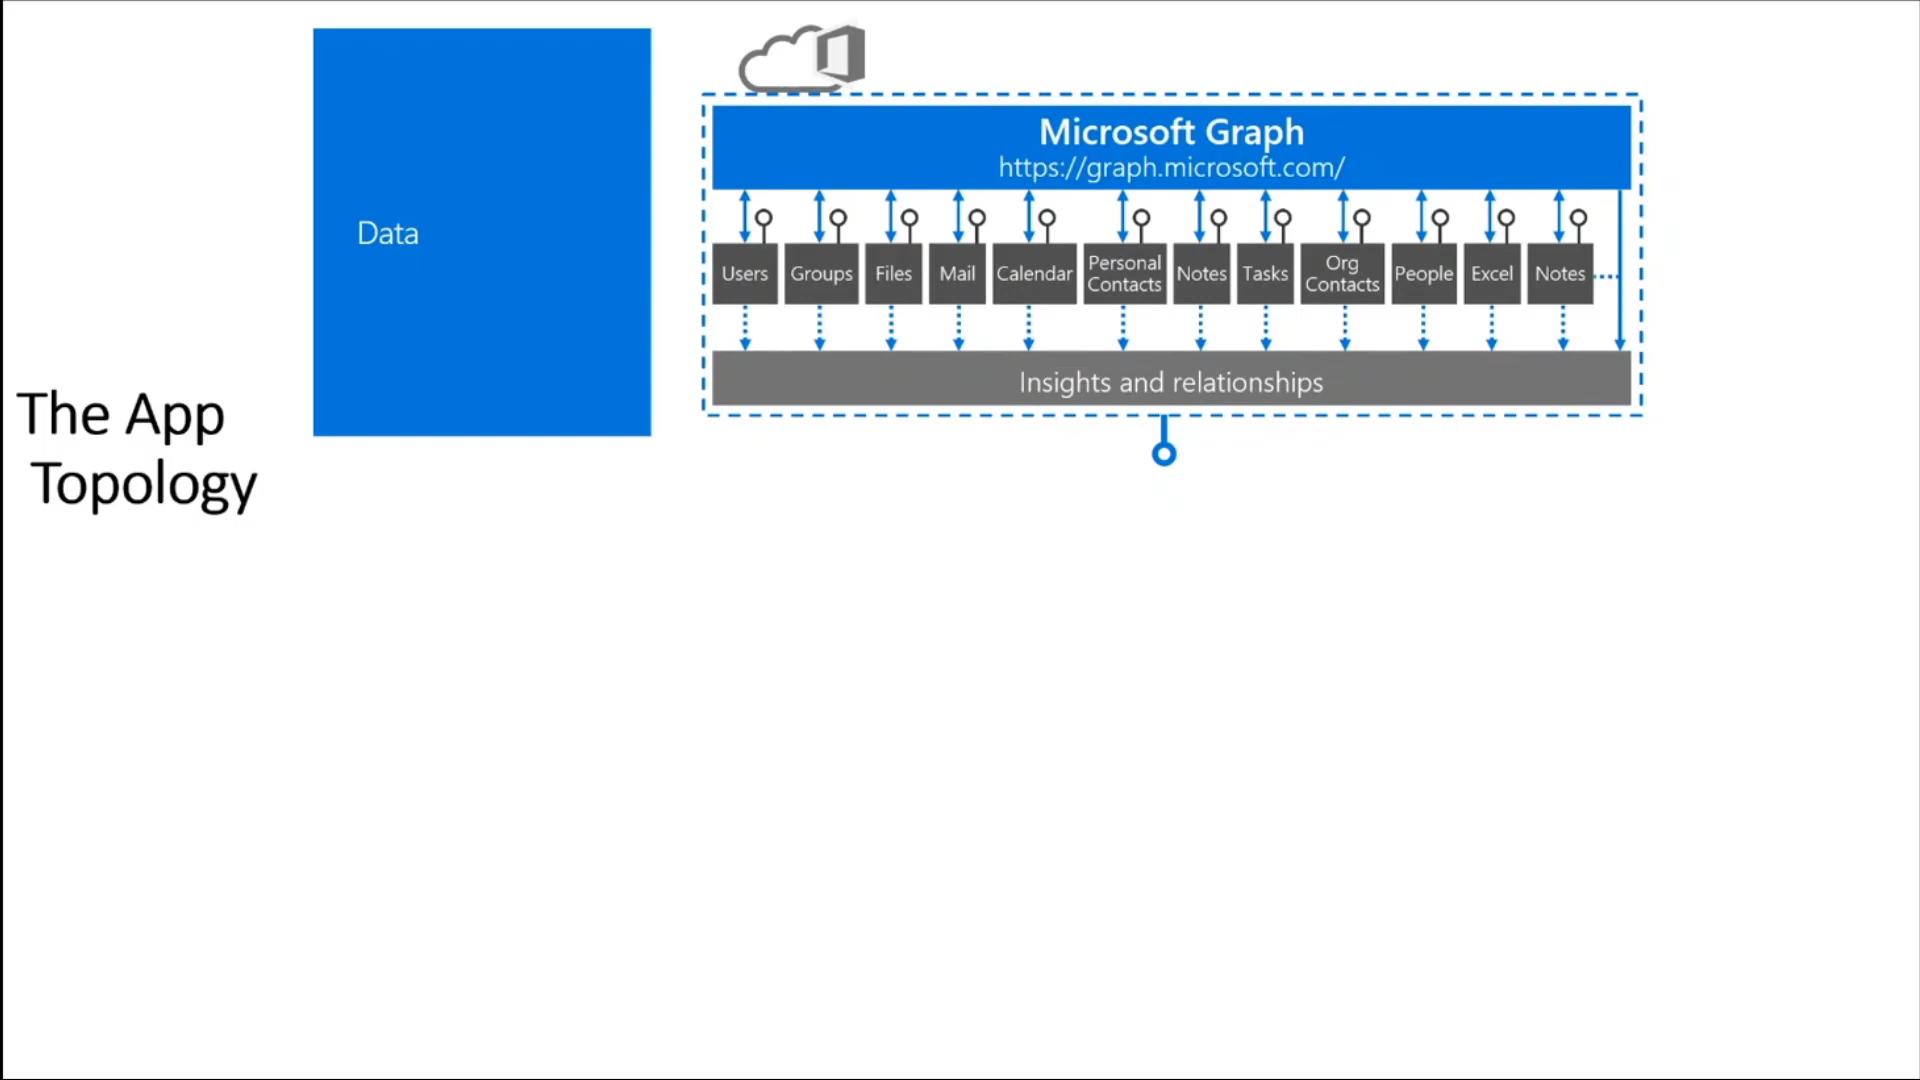 The App
Topology
Data
Microsoft Graph
https://graph.microsoft.com/
Users
Groups
Files
Mail
Calendar
Personal
Contacts
Notes
Tasks
Org
Contacts
People
Excel
Notes
Insights and relationships